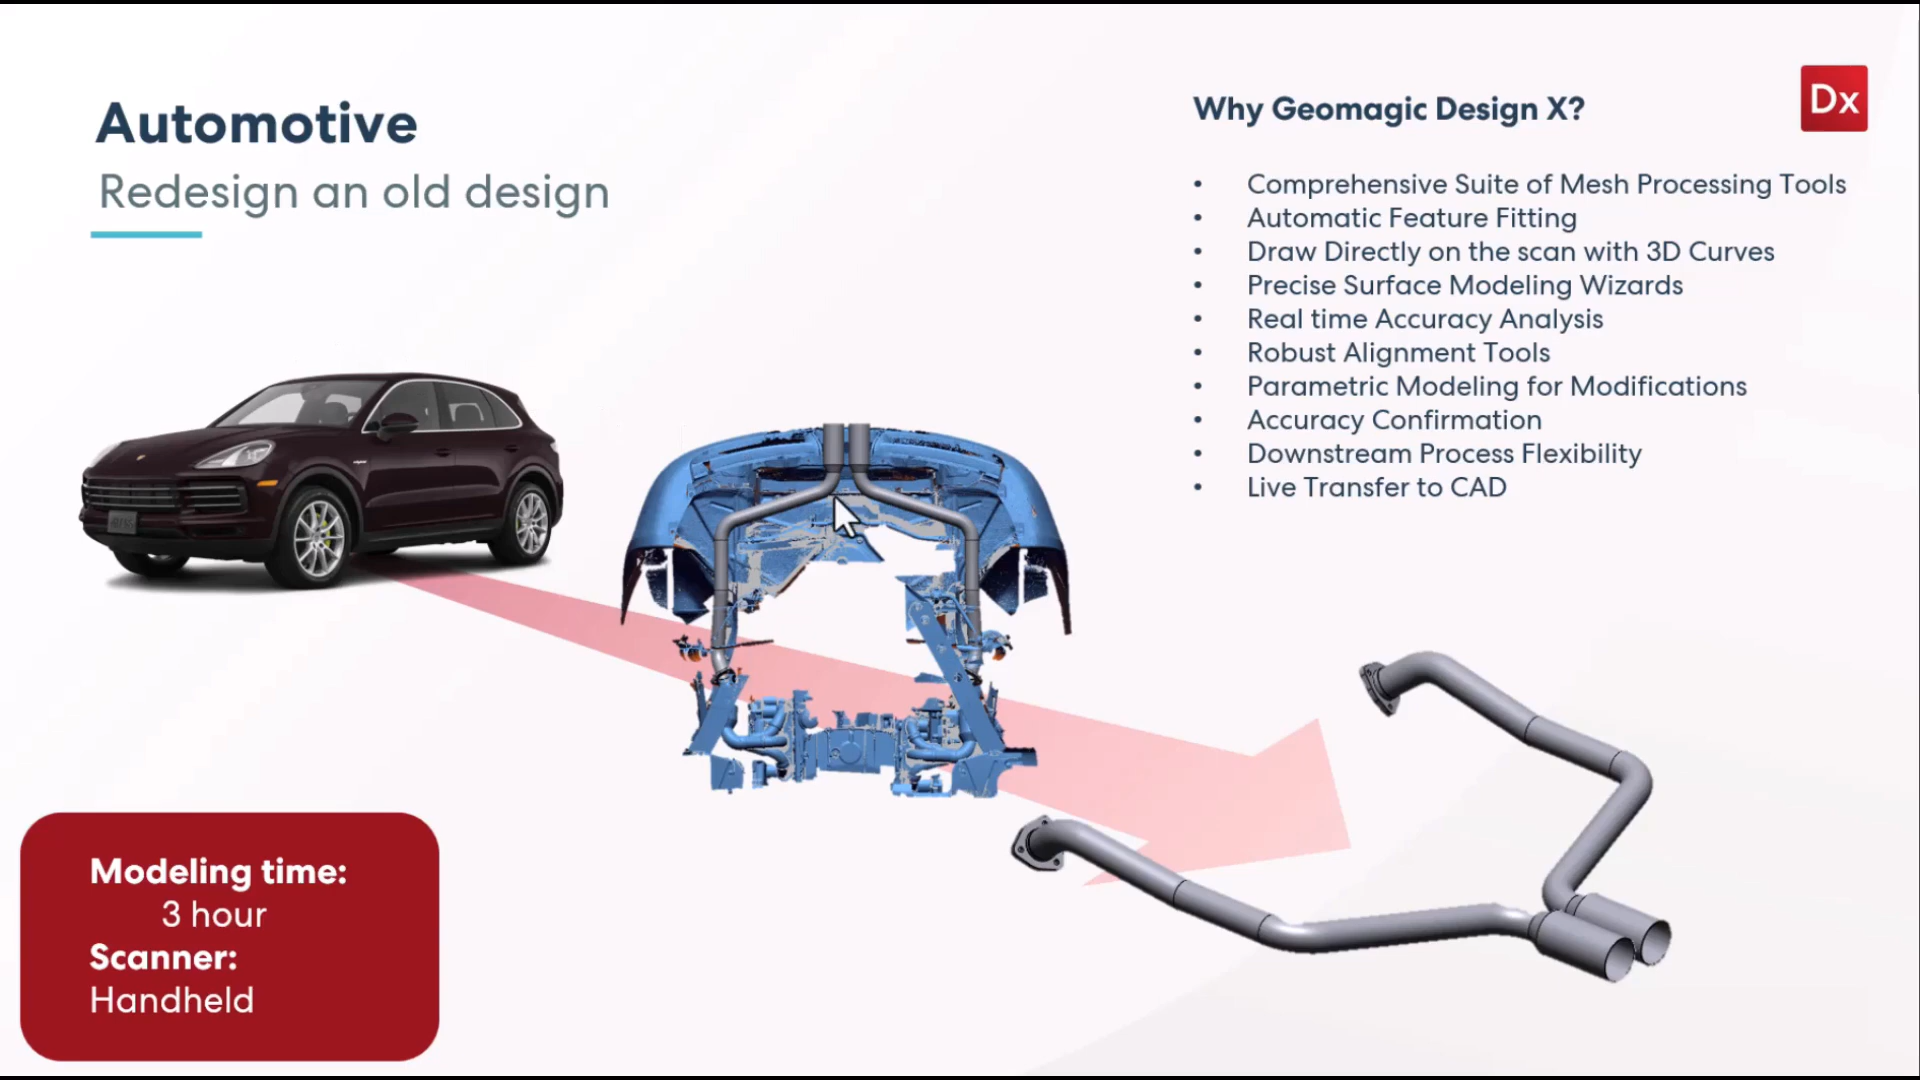 Automotive
Redesign an old design
Why Geomagic Design X?
Dx
• Comprehensive Suite of Mesh Processing Tools
• Automatic Feature Fitting
• Draw Directly on the scan with 3D Curves
• Precise Surface Modeling Wizards
• Real time Accuracy Analysis
• Robust Alignment Tools
• Parametric Modeling for Modifications
• Accuracy Confirmation
• Downstream Process Flexibility
• Live Transfer to CAD
Modeling time:
3 hour
Scanner:
Handheld